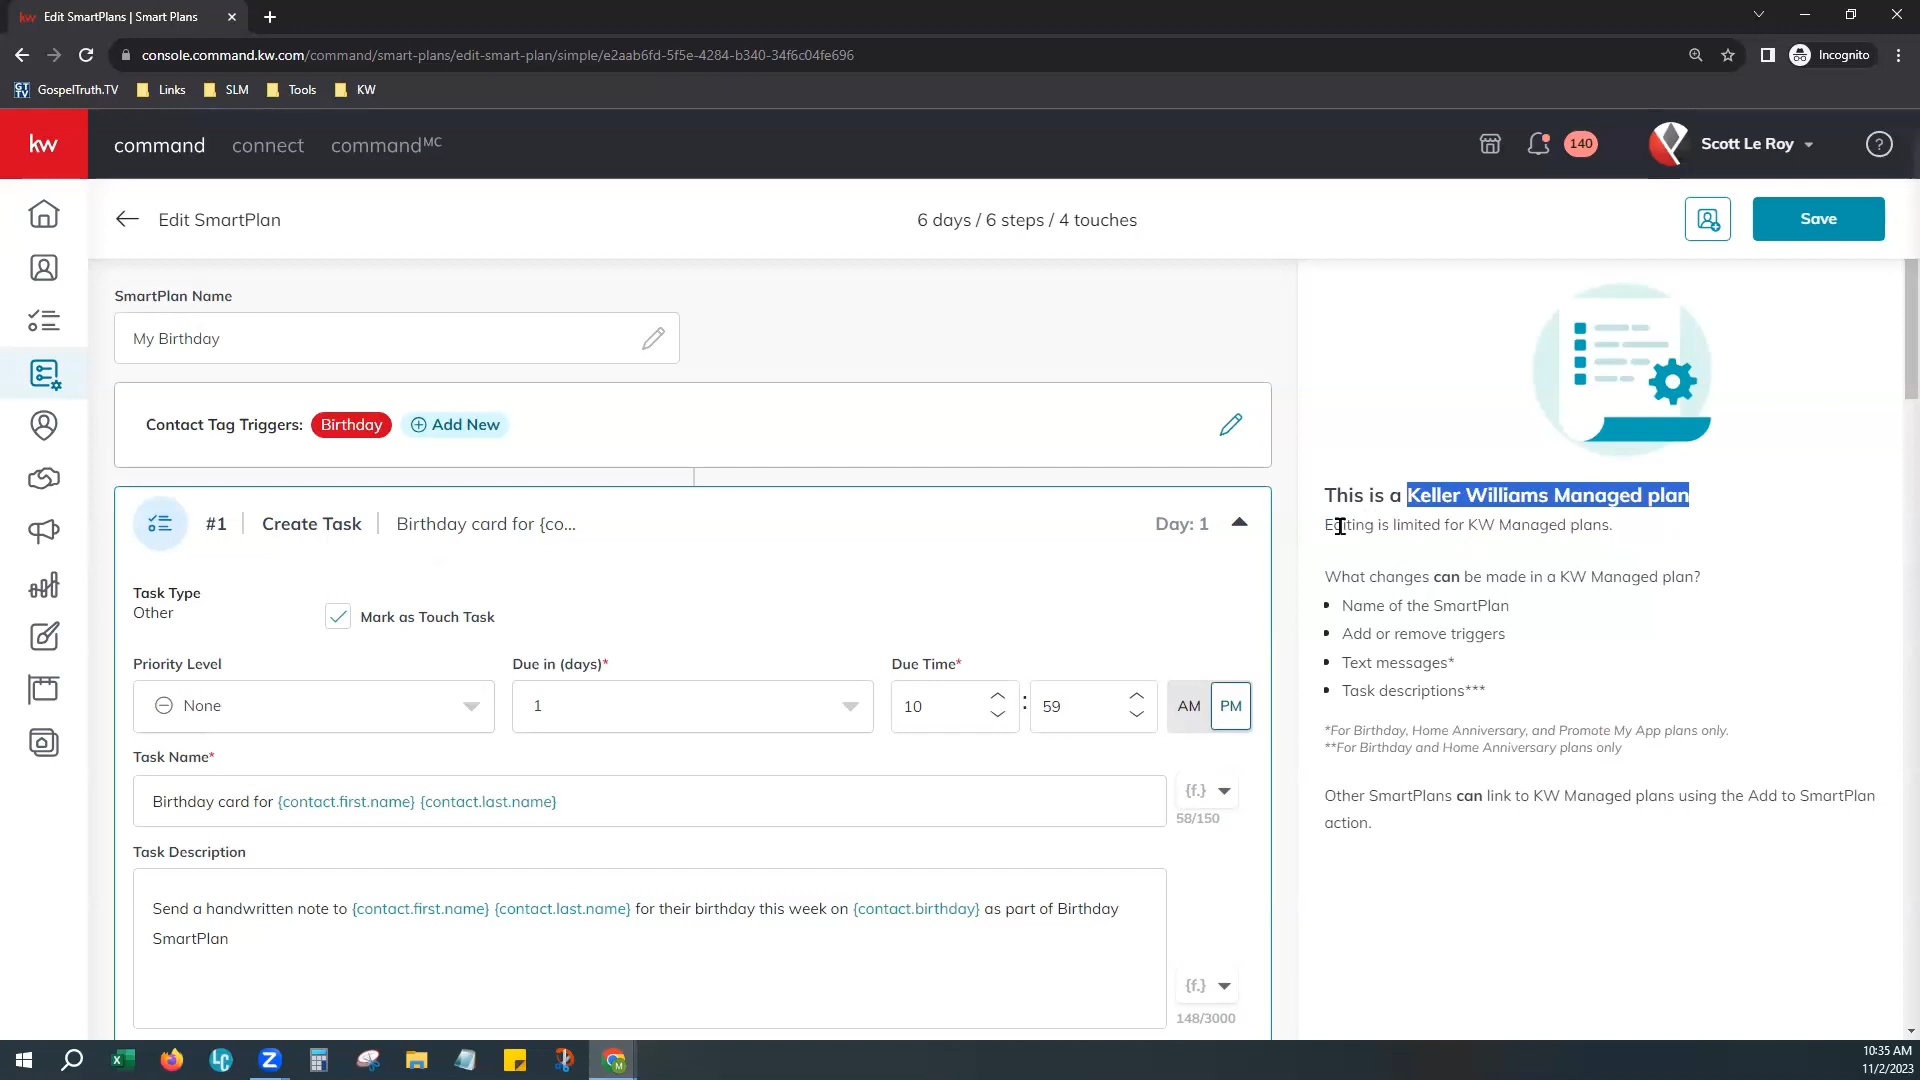 kw Edit SmartPlans | Smart Plans
console.command.kw.com/command/smart-plans/edit-smart-plan/simple/e2aab6fd-5f5e-4284-b340-34f6c04fe696
Incognito
GT TV GospelTruth.TV Links SLM Tools KW
kw command connect commandMC 140 Scott Le Roy ?
Edit SmartPlan 6 days / 6 steps / 4 touches Save
SmartPlan Name
My Birthday
Contact Tag Triggers: Birthday Add New
#1 Create Task Birthday card for {co... Day: 1
Task Type
Other
Mark as Touch Task
Priority Level Due in (days)* Due Time*
None 1 10 : 59 AM PM
Task Name*
Birthday card for {contact.first.name} {contact.last.name} {f.}
58/150
Task Description
Send a handwritten note to {contact.first.name} {contact.last.name} for their birthday this week on {contact.birthday} as part of Birthday
SmartPlan
{f.}
148/3000
This is a Keller Williams Managed plan
Editing is limited for KW Managed plans.
What changes can be made in a KW Managed plan?
Name of the SmartPlan
Add or remove triggers
Text messages*
Task descriptions***
*For Birthday, Home Anniversary, and Promote My App plans only.
**For Birthday and Home Anniversary plans only
Other SmartPlans can link to KW Managed plans using the Add to SmartPlan
action.
10:35 AM
11/2/2023